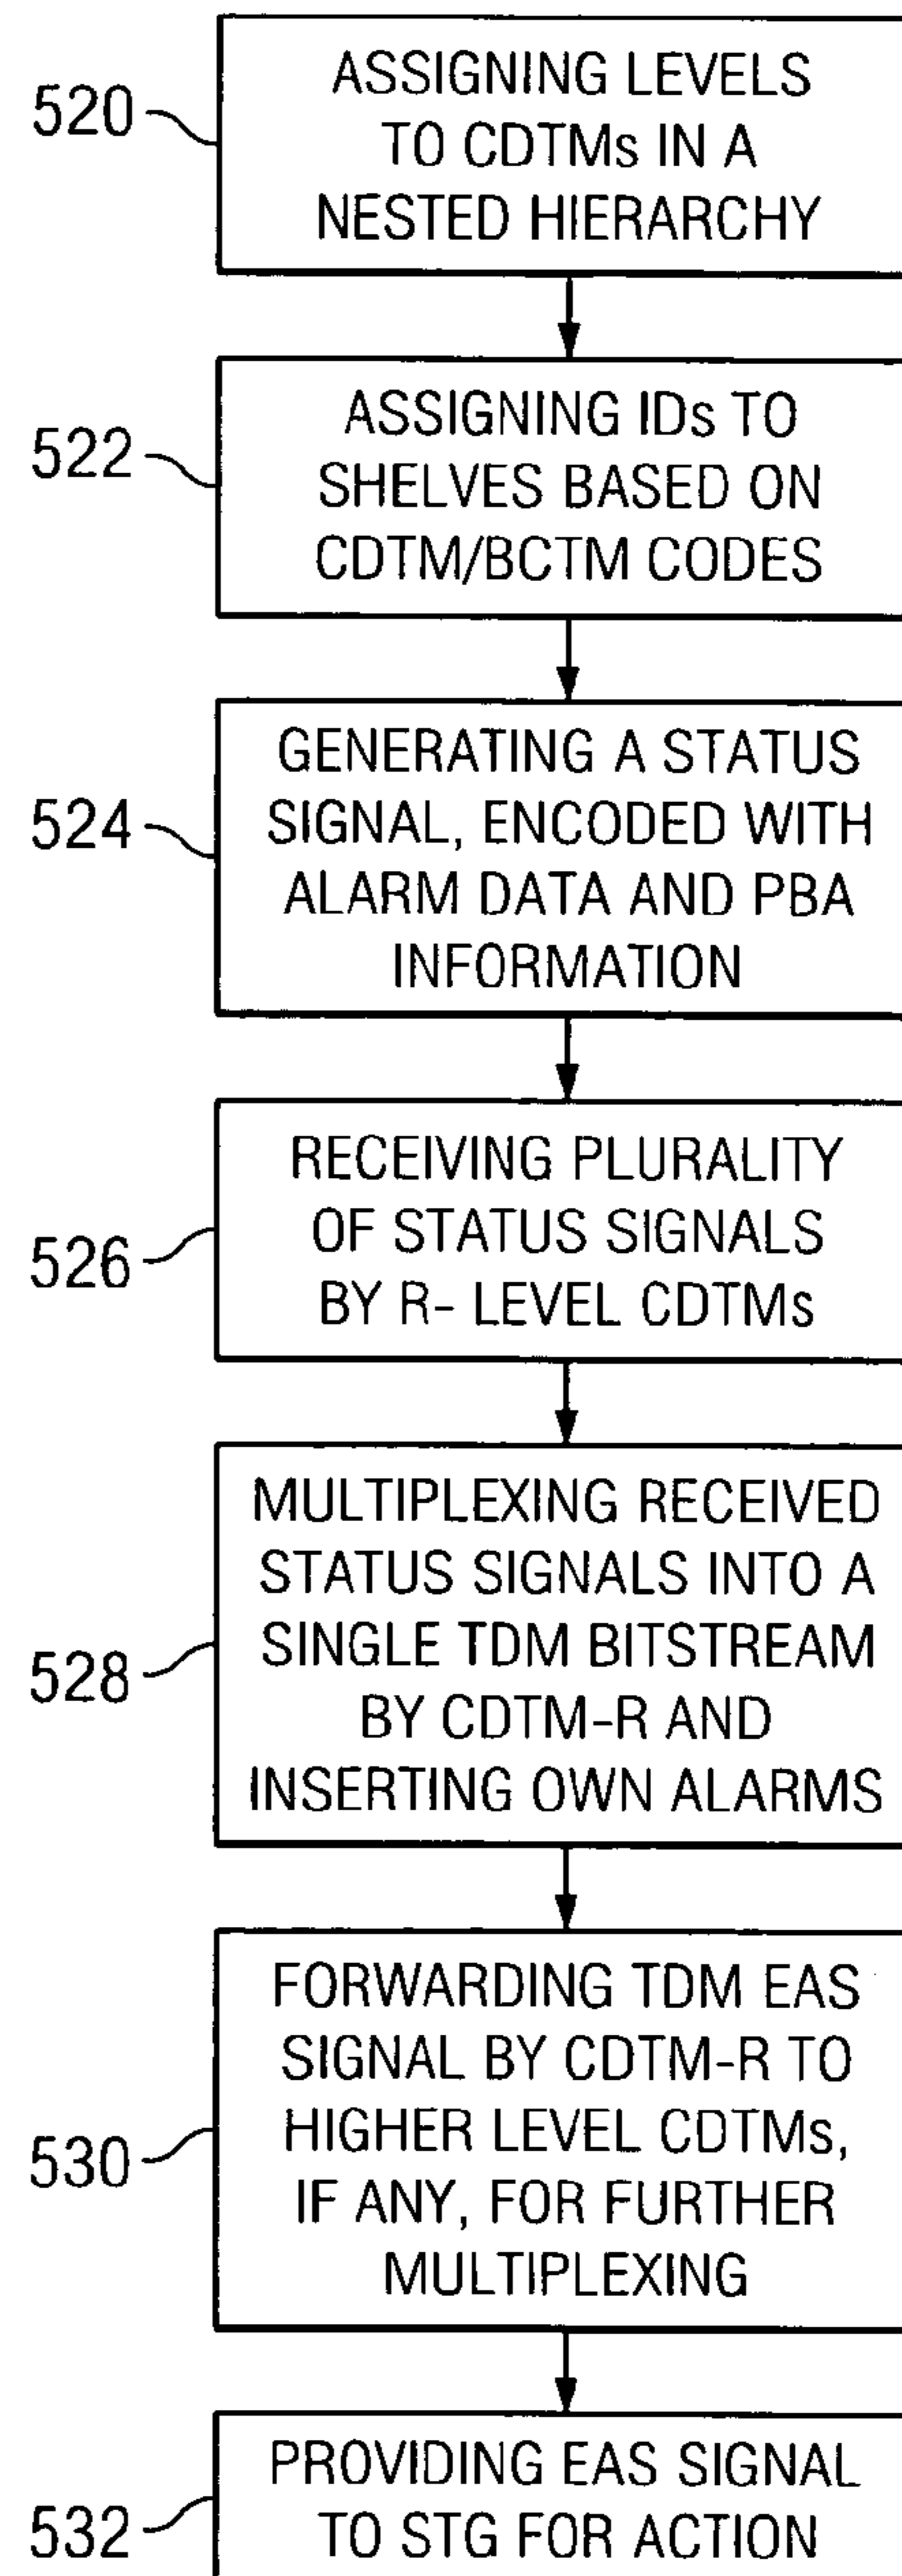 520
ASSIGNING LEVELS
TO CDTMs IN A
NESTED HIERARCHY
522
ASSIGNING IDs TO
SHELVES BASED ON
CDTM/BCTM CODES
524
GENERATING A STATUS
SIGNAL, ENCODED WITH
ALARM DATA AND PBA
INFORMATION
526
RECEIVING PLURALITY
OF STATUS SIGNALS
BY R- LEVEL CDTMs
528
MULTIPLEXING RECEIVED
STATUS SIGNALS INTO A
SINGLE TDM BITSTREAM
BY CDTM-R AND
INSERTING OWN ALARMS
530
FORWARDING TDM EAS
SIGNAL BY CDTM-R TO
HIGHER LEVEL CDTMs,
IF ANY, FOR FURTHER
MULTIPLEXING
532
PROVIDING EAS SIGNAL
TO STG FOR ACTION